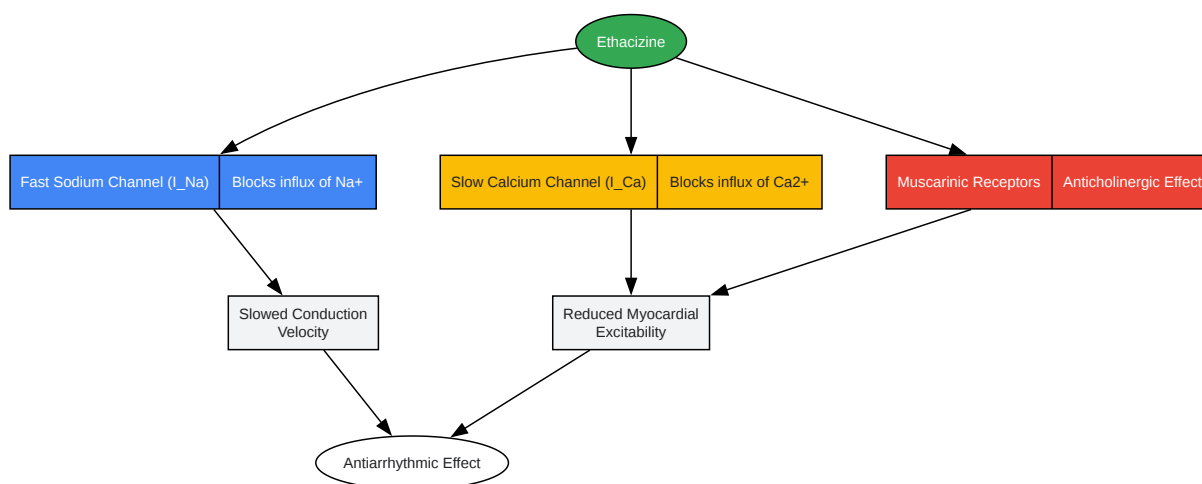 Ethacizine
Fast Sodium Channel (I_Na)
Blocks influx of Na+
Slow Calcium Channel (I_Ca)
Blocks influx of Ca2+
Muscarinic Receptors
Anticholinergic Effect
Slowed Conduction
Velocity
Reduced Myocardial
Excitability
Antiarrhythmic Effect